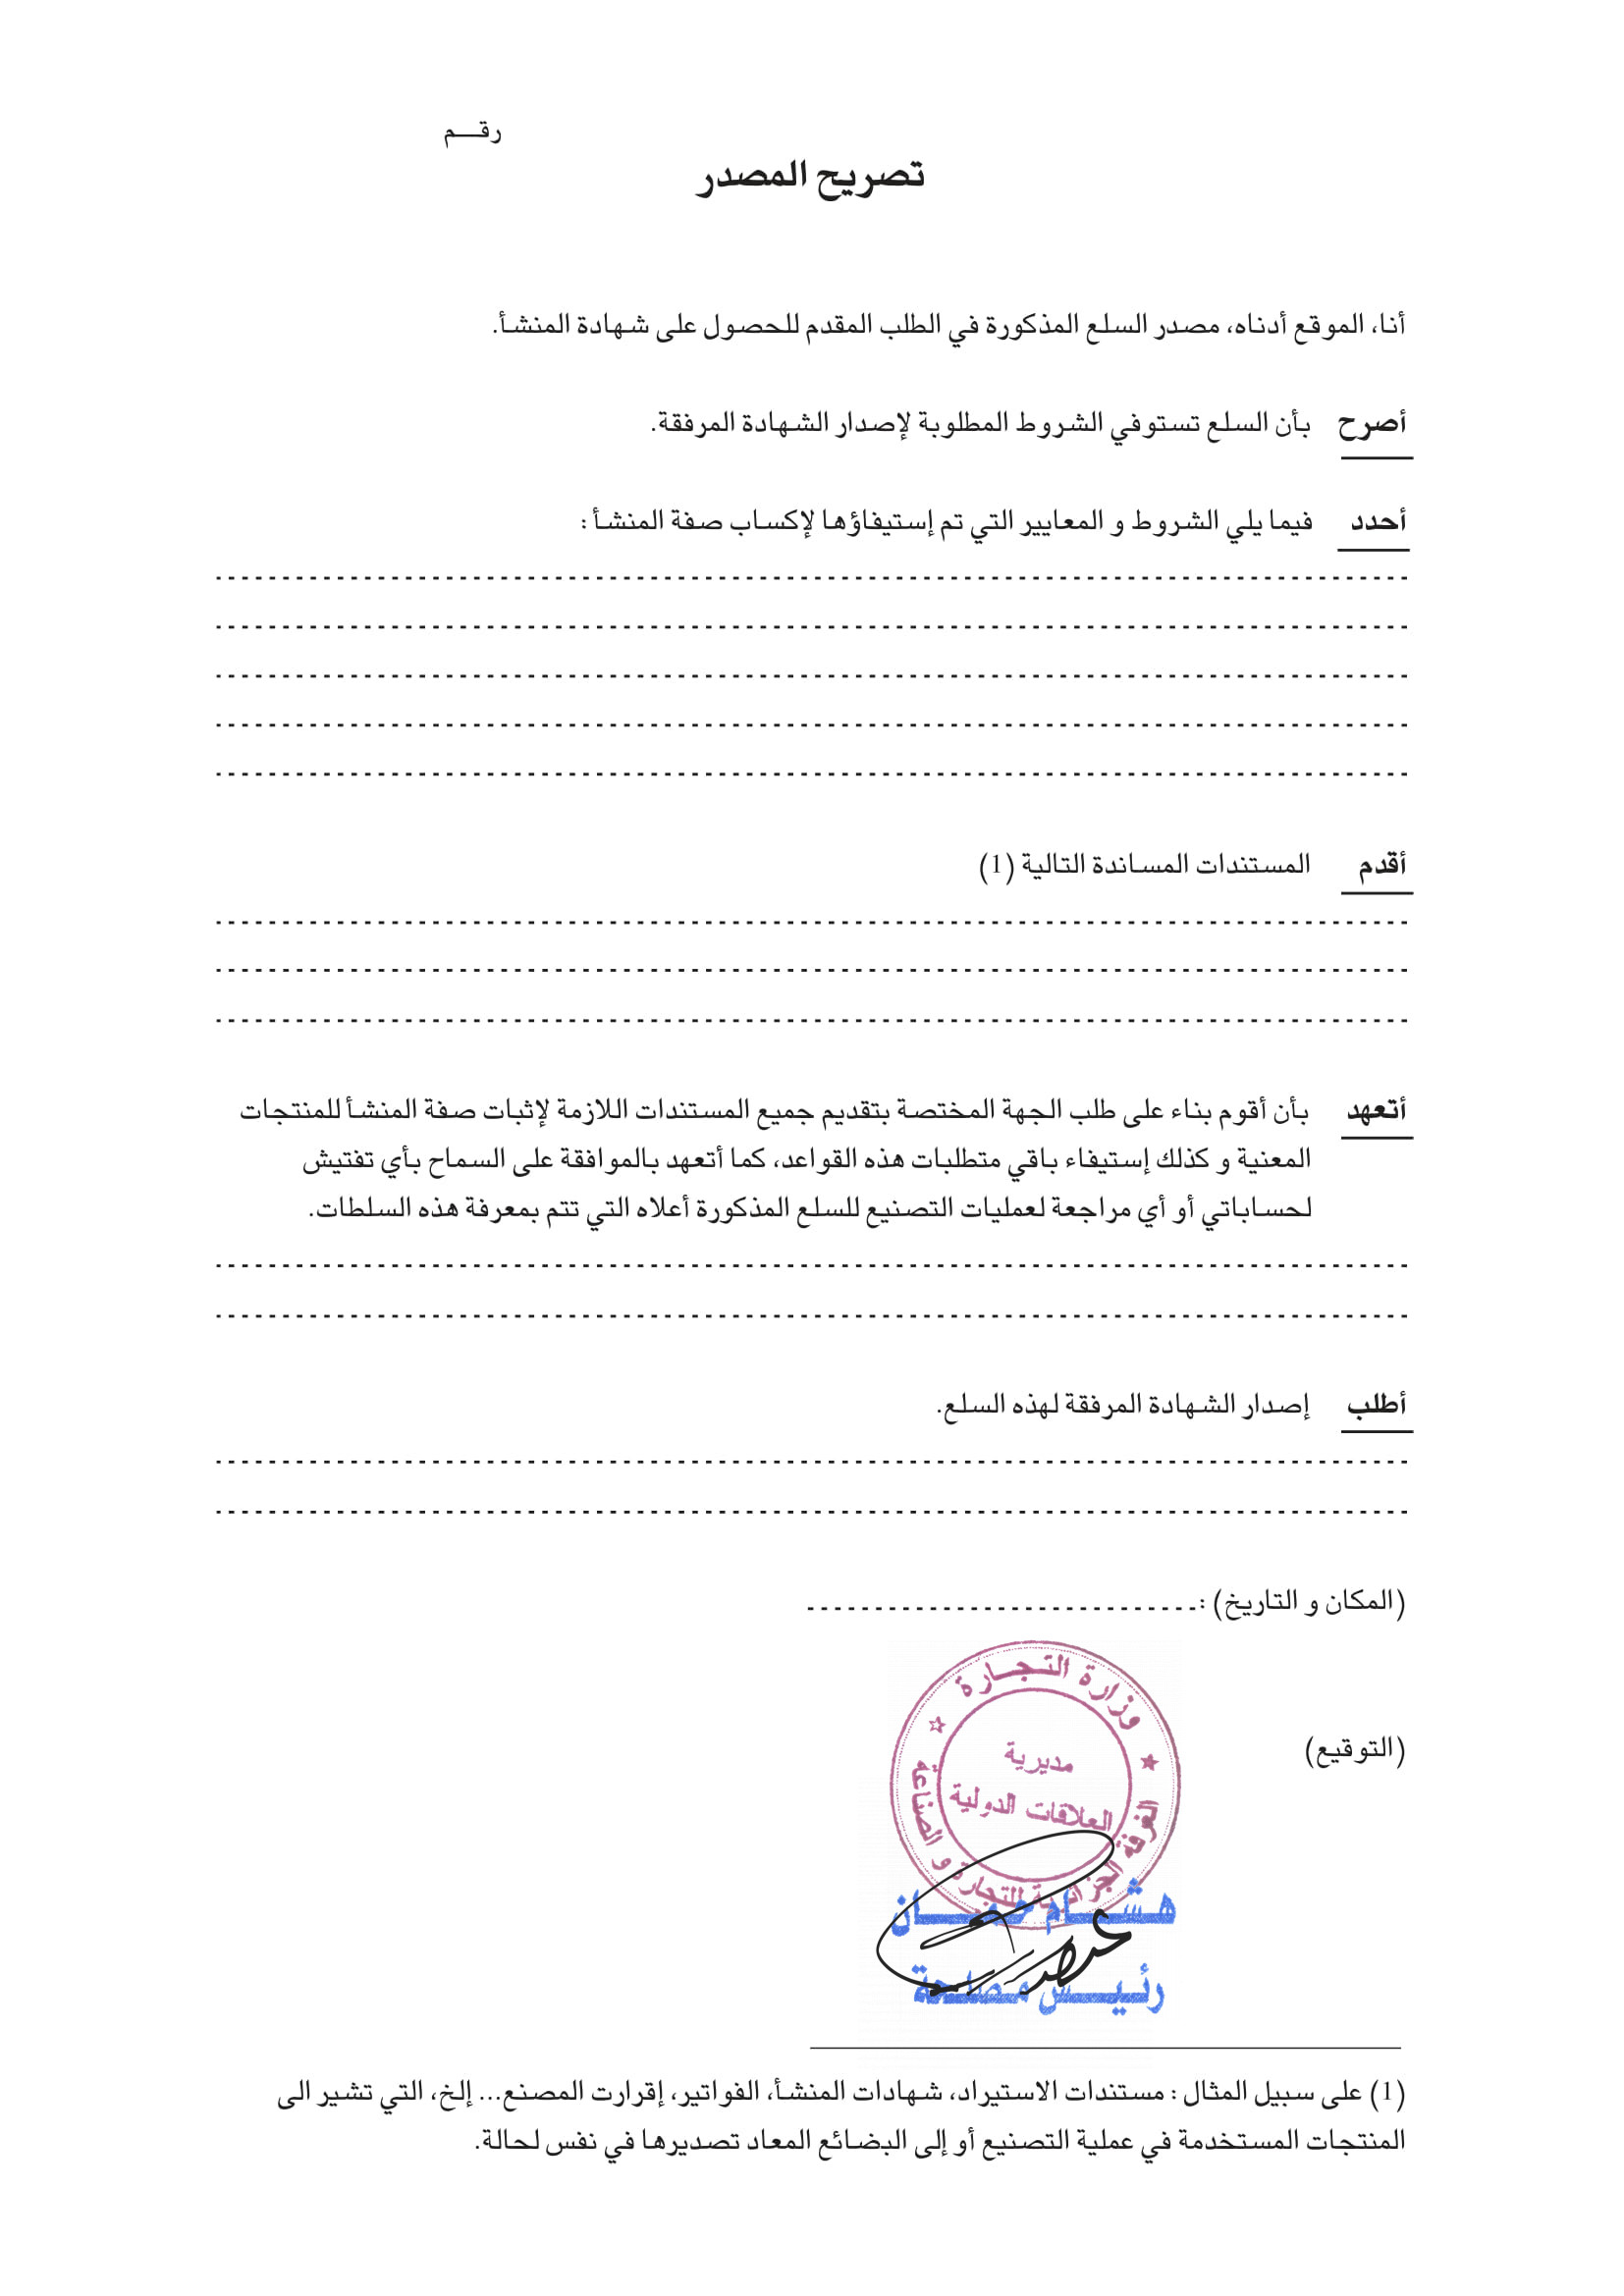 رقـــم
تصريح المصدر
أنا، الموقع أدناه، مصدر السلع المذكورة في الطلب المقدم للحصول على شهادة المنشأ.
أصرح بأن السلع تستوفي الشروط المطلوبة لإصدار الشهادة المرفقة.
أحدد فيما يلي الشروط و المعايير التي تم إستيفاؤها لإكساب صفة المنشأ :
أقدم المستندات المساندة التالية (1)
أتعهد بأن أقوم بناء على طلب الجهة المختصة بتقديم جميع المستندات اللازمة لإثبات صفة المنشأ للمنتجات
المعنية و كذلك إستيفاء باقي متطلبات هذه القواعد، كما أتعهد بالموافقة على السماح بأي تفتيش
لحساباتي أو أي مراجعة لعمليات التصنيع للسلع المذكورة أعلاه التي تتم بمعرفة هذه السلطات.
أطلب إصدار الشهادة المرفقة لهذه السلع.
(المكان و التاريخ) :
(التوقيع)
وزارة التجارة
الغرفة الجزائرية للتجارة و الصناعة
مديرية
العلاقات الدولية
هشام
رئيس مصلحة
(1) على سبيل المثال : مستندات الاستيراد، شهادات المنشأ، الفواتير، إقرارت المصنع... إلخ، التي تشير الى
المنتجات المستخدمة في عملية التصنيع أو إلى البضائع المعاد تصديرها في نفس لحالة.